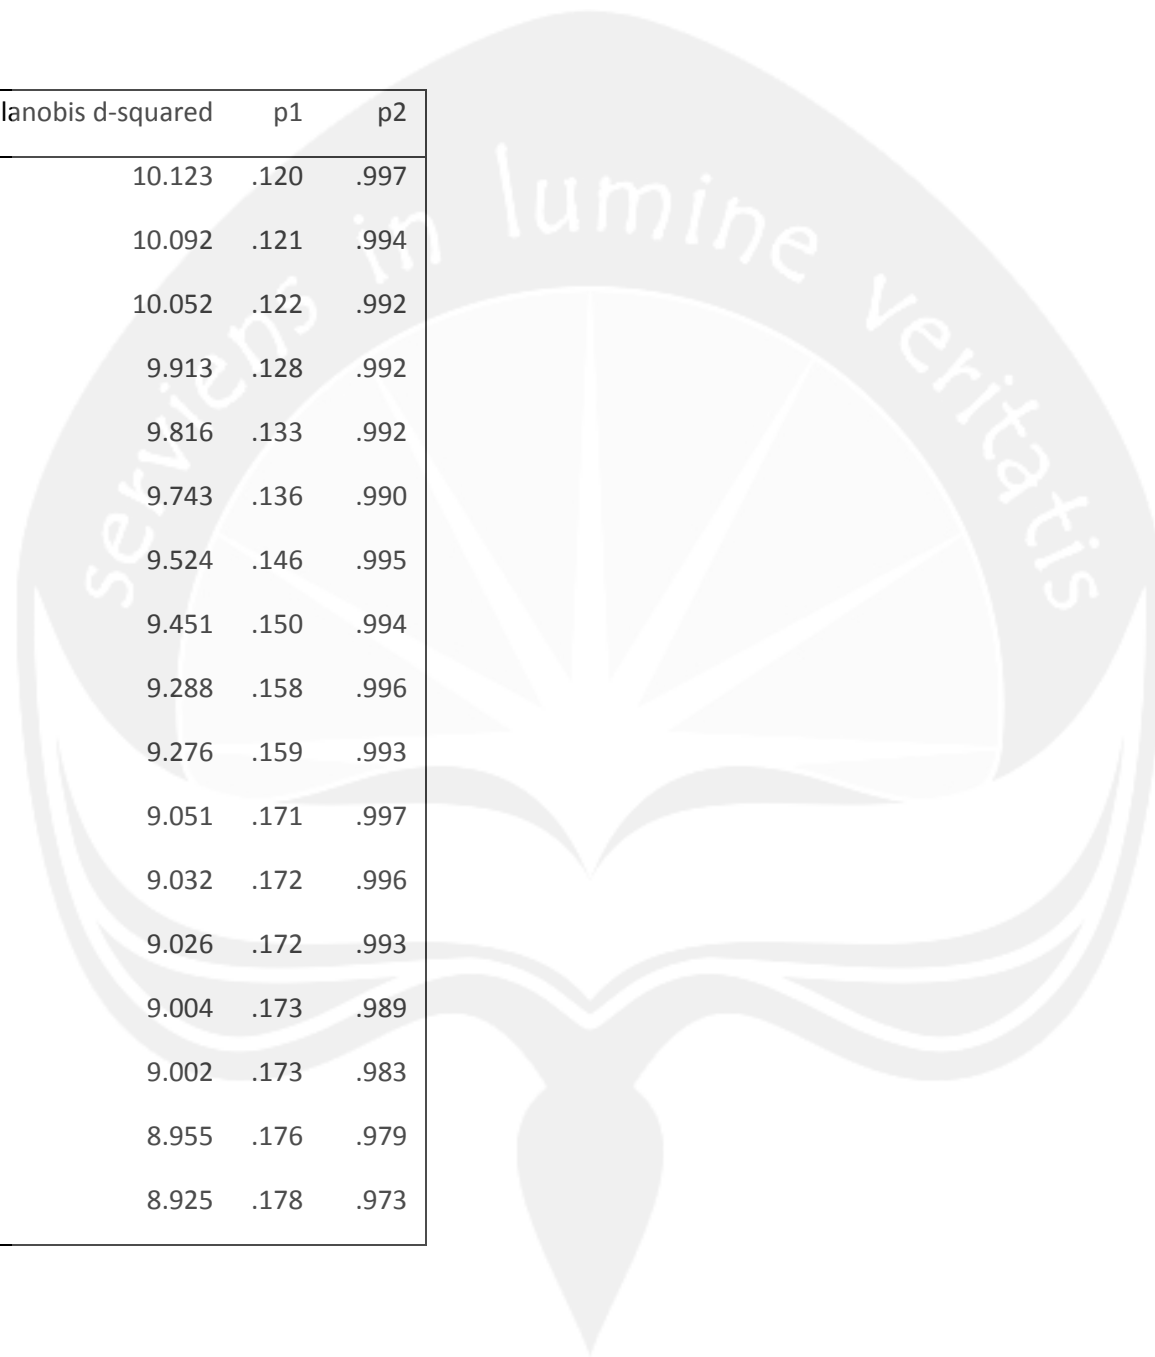 lanobis d-squared p1 p2
10.123 .120 .997
10.092 .121 .994
10.052 .122 .992
9.913 .128 .992
9.816 .133 .992
9.743 .136 .990
9.524 .146 .995
9.451 .150 .994
9.288 .158 .996
9.276 .159 .993
9.051 .171 .997
9.032 .172 .996
9.026 .172 .993
9.004 .173 .989
9.002 .173 .983
8.955 .176 .979
8.925 .178 .973
serviens in lumine veritatis